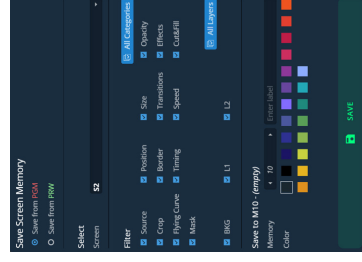 Save Screen Memory
Save from PGM
Save from PRW
Select
Screen S2
Filter All Categories
Source Position Size Opacity
Crop Border Transitions Effects
Flying Curve Timing Speed Cut&Fill
Mask
BKG L1 L2 All Layers
Save to M10 - (empty)
Memory 10 Enter label
Color
SAVE